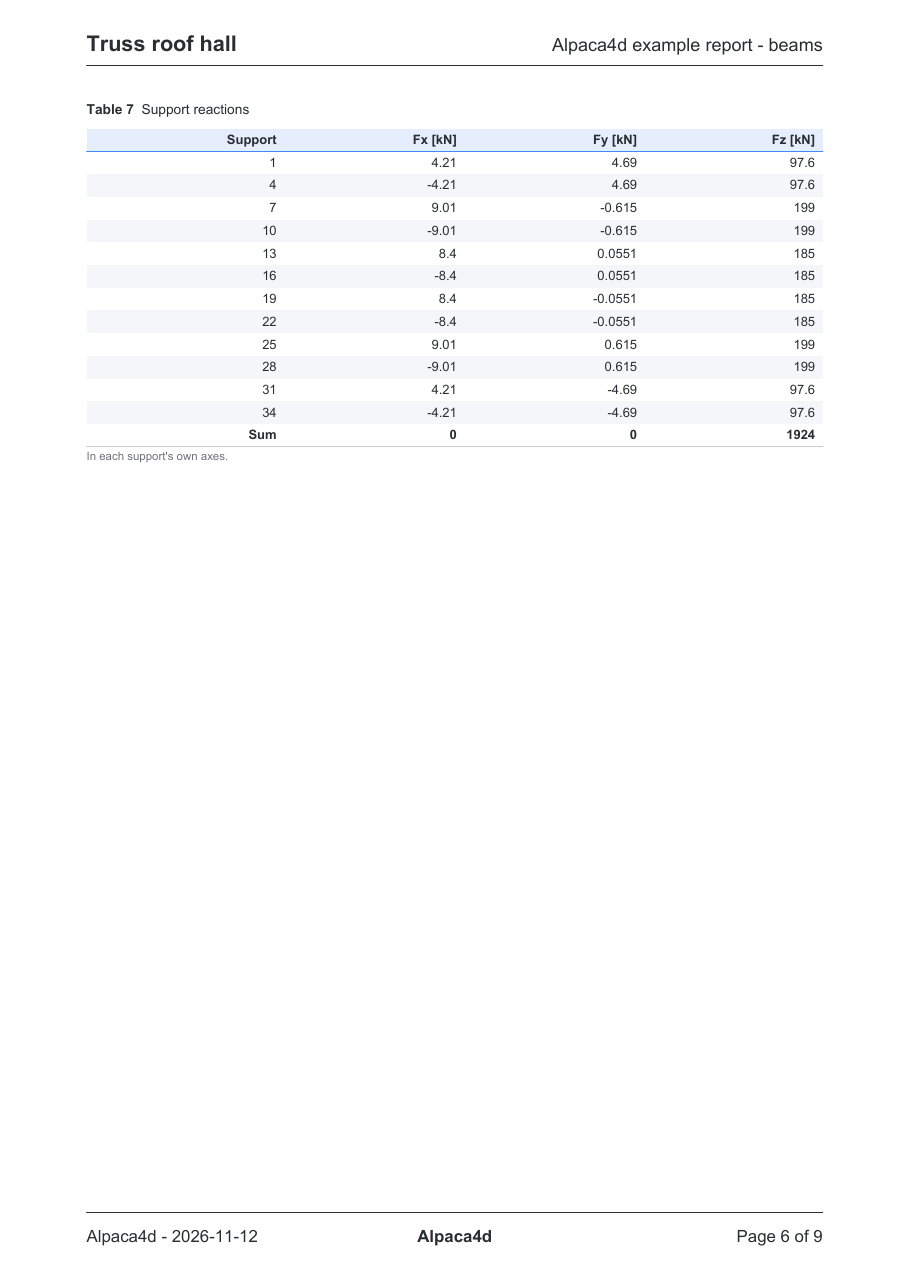 Truss roof hall Alpaca4d example report - beams
Table 7 Support reactions
Support Fx [kN] Fy [kN] Fz [kN]
1 4.21 4.69 97.6
4 -4.21 4.69 97.6
7 9.01 -0.615 199
10 -9.01 -0.615 199
13 8.4 0.0551 185
16 -8.4 0.0551 185
19 8.4 -0.0551 185
22 -8.4 -0.0551 185
25 9.01 0.615 199
28 -9.01 0.615 199
31 4.21 -4.69 97.6
34 -4.21 -4.69 97.6
Sum 0 0 1924
In each support's own axes.
Alpaca4d - 2026-11-12 Alpaca4d Page 6 of 9